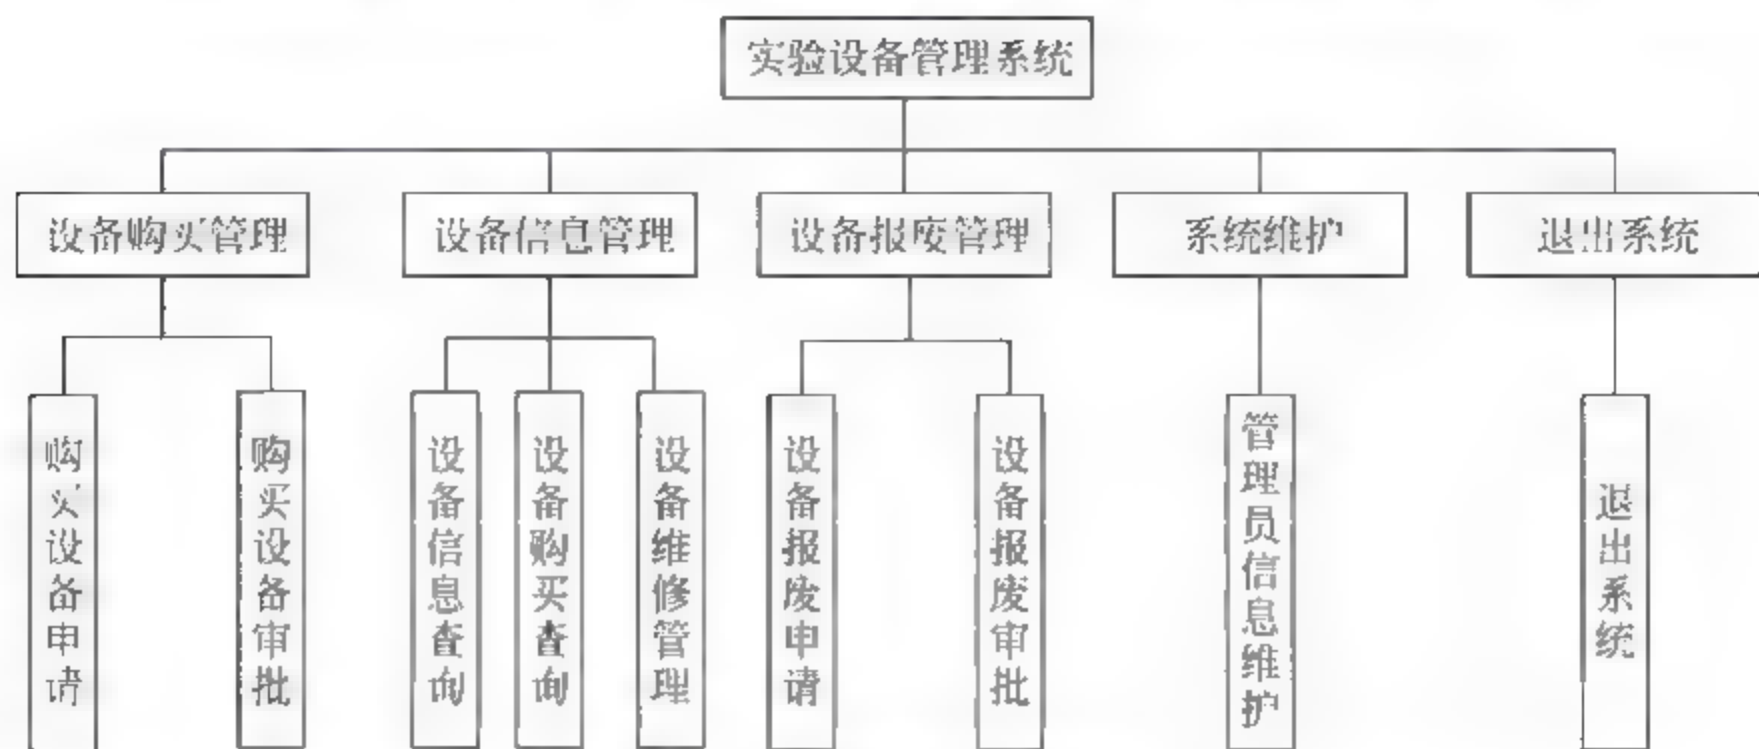 实验设备管理系统
设备购买管理
设备信息管理
设备报废管理
系统维护
退出系统
购买设备申请
购买设备审批
设备信息查询
设备购买查询
设备维修管理
设备报废申请
设备报废审批
管理员信息维护
退出系统